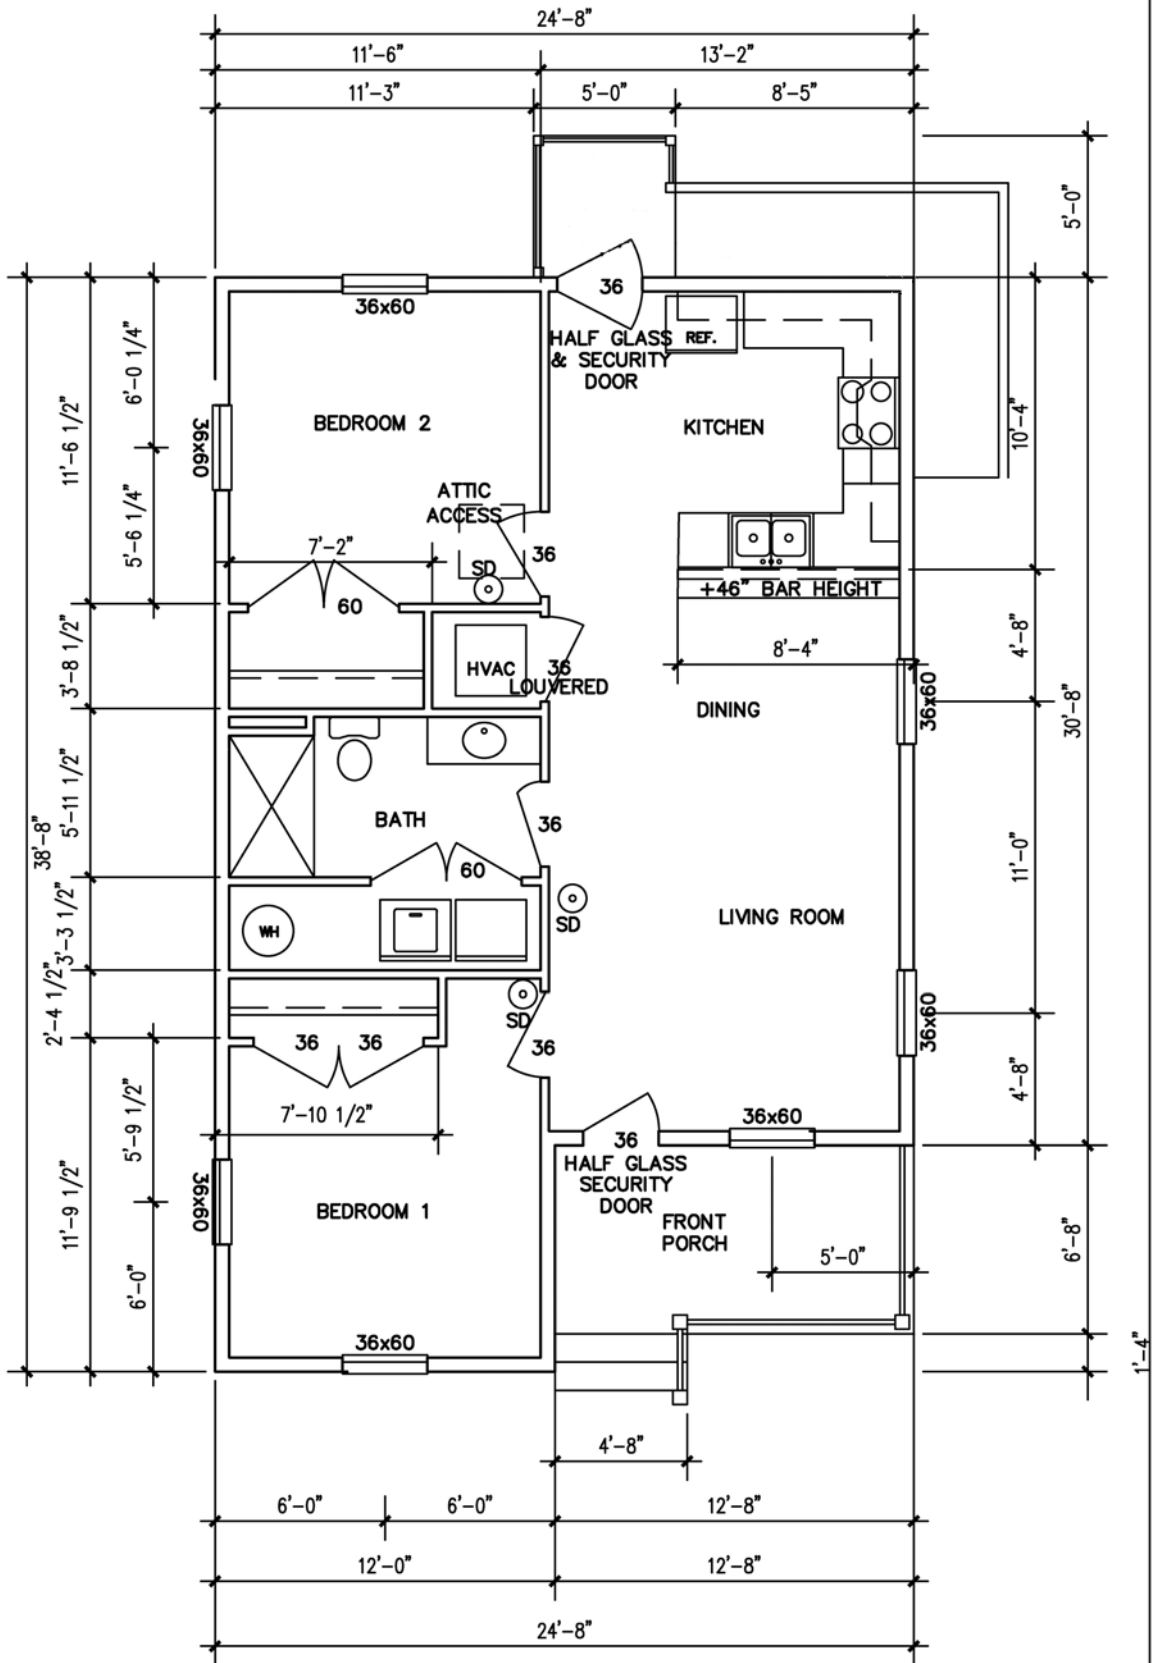 24'-8"
11'-6"
13'-2"
11'-3"
5'-0"
8'-5"
5'-0"
36
36x60
HALF GLASS
& SECURITY
DOOR
REF.
6'-0 1/4"
11'-6 1/2"
36x60
BEDROOM 2
KITCHEN
10'-4"
ATTIC
ACCESS
5'-6 1/4"
7'-2"
36
SD
60
+46" BAR HEIGHT
3'-8 1/2"
4'-8"
8'-4"
HVAC
36
LOUVERED
DINING
36x60
30'-8"
5'-11 1/2"
38'-8"
BATH
36
60
11'-0"
3'-3 1/2"
WH
SD
LIVING ROOM
2'-4 1/2"
SD
36x60
36
36
36
5'-9 1/2"
7'-10 1/2"
4'-8"
36x60
36
HALF GLASS
SECURITY
DOOR
11'-9 1/2"
36x60
BEDROOM 1
FRONT
PORCH
6'-8"
5'-0"
6'-0"
36x60
1'-4"
4'-8"
6'-0"
6'-0"
12'-8"
12'-0"
12'-8"
24'-8"